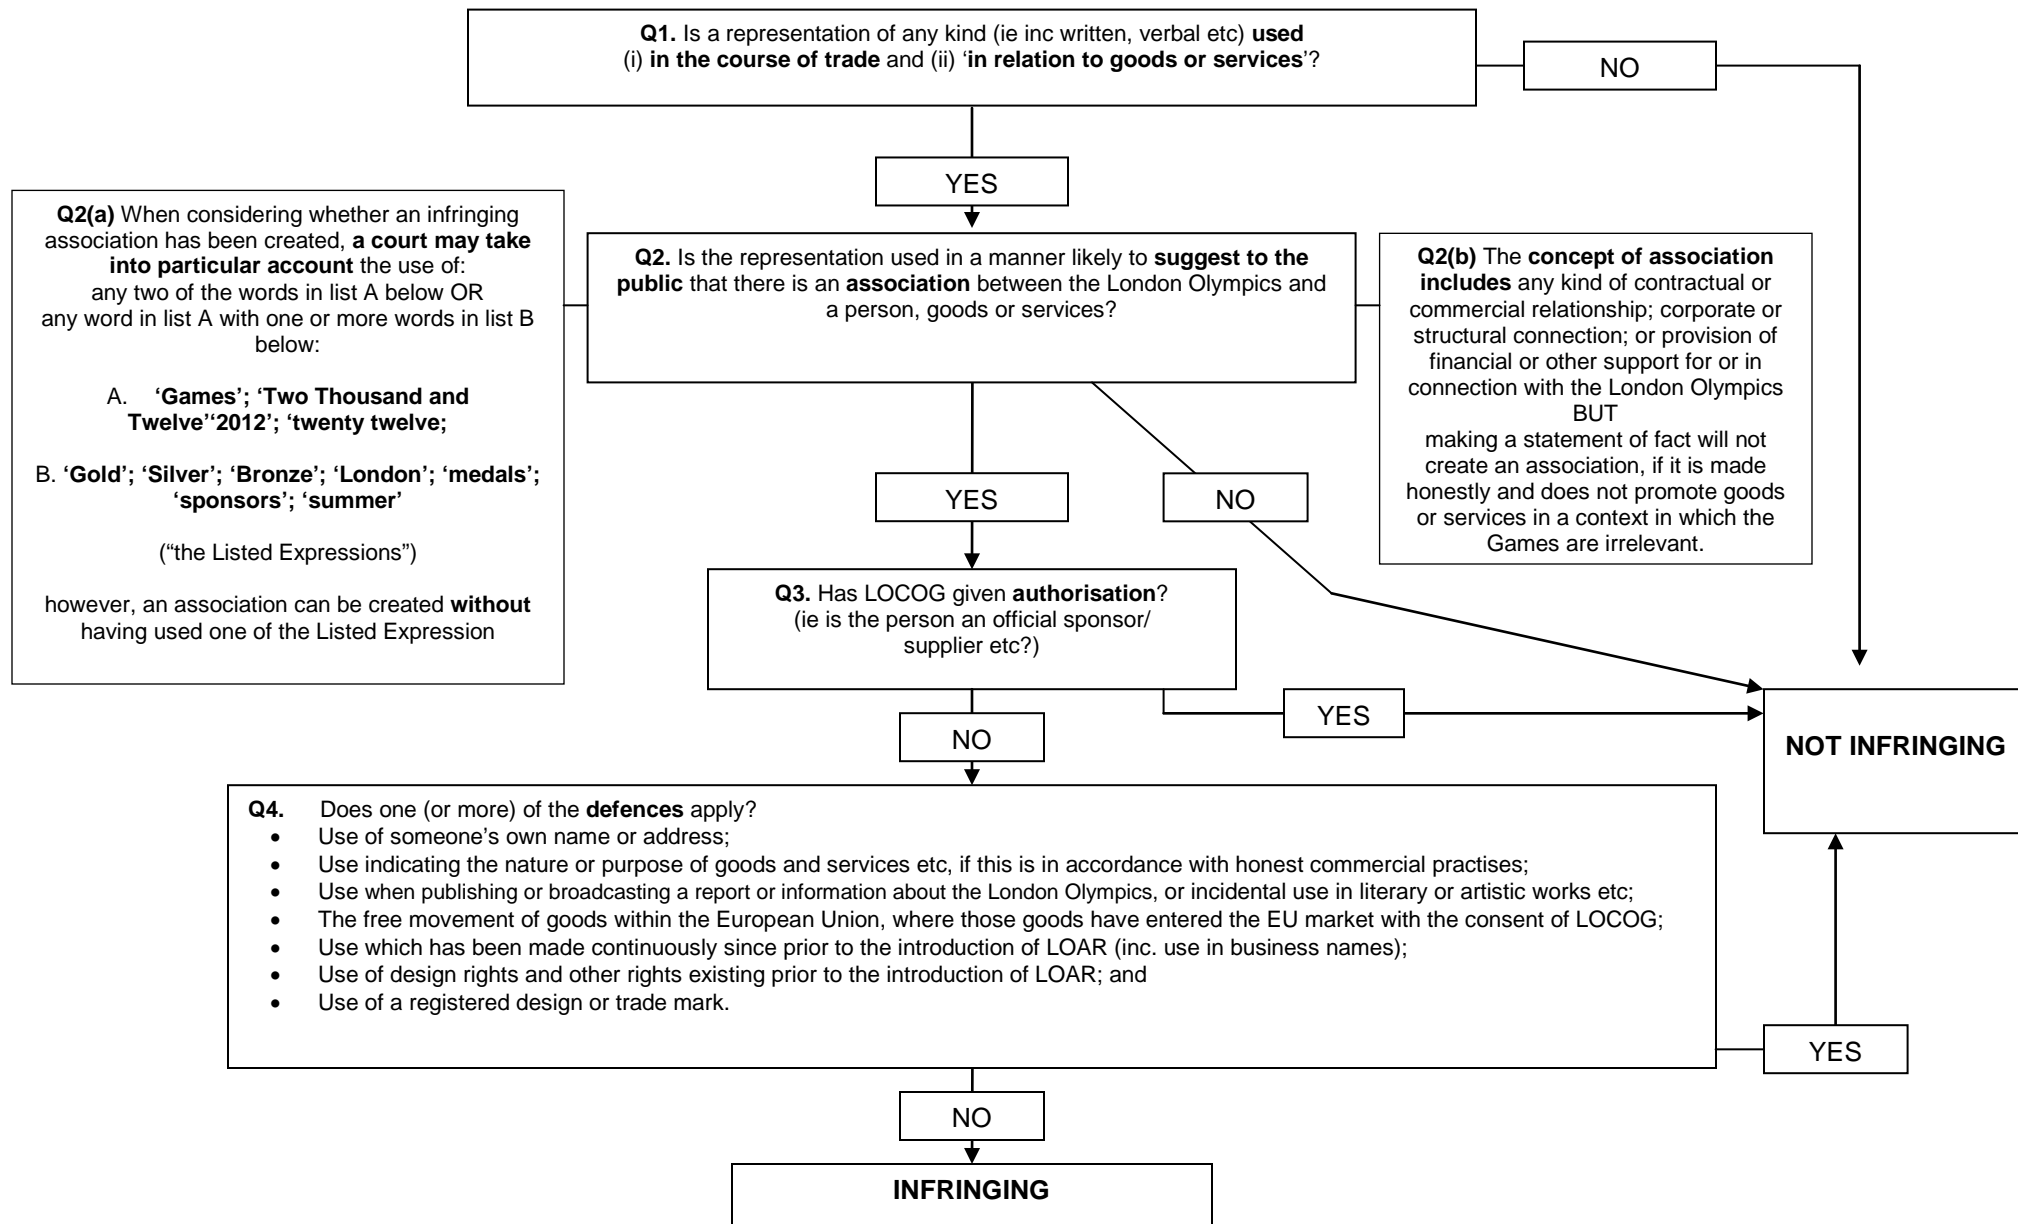 Q1. Is a representation of any kind (ie inc written, verbal etc) used
(i) in the course of trade and (ii) ‘in relation to goods or services’?
NO
YES
Q2(a) When considering whether an infringing
association has been created, a court may take
into particular account the use of:
any two of the words in list A below OR
any word in list A with one or more words in list B
below:
A. ‘Games’; ‘Two Thousand and
Twelve’‘2012’; ‘twenty twelve;
B. ‘Gold’; ‘Silver’; ‘Bronze’; ‘London’; ‘medals’;
‘sponsors’; ‘summer’
(“the Listed Expressions”)
however, an association can be created without
having used one of the Listed Expression
Q2. Is the representation used in a manner likely to suggest to the
public that there is an association between the London Olympics and
a person, goods or services?
Q2(b) The concept of association
includes any kind of contractual or
commercial relationship; corporate or
structural connection; or provision of
financial or other support for or in
connection with the London Olympics
BUT
making a statement of fact will not
create an association, if it is made
honestly and does not promote goods
or services in a context in which the
Games are irrelevant.
YES
NO
Q3. Has LOCOG given authorisation?
(ie is the person an official sponsor/
supplier etc?)
YES
NO
NOT INFRINGING
Q4. Does one (or more) of the defences apply?
• Use of someone’s own name or address;
• Use indicating the nature or purpose of goods and services etc, if this is in accordance with honest commercial practises;
• Use when publishing or broadcasting a report or information about the London Olympics, or incidental use in literary or artistic works etc;
• The free movement of goods within the European Union, where those goods have entered the EU market with the consent of LOCOG;
• Use which has been made continuously since prior to the introduction of LOAR (inc. use in business names);
• Use of design rights and other rights existing prior to the introduction of LOAR; and
• Use of a registered design or trade mark.
YES
NO
INFRINGING